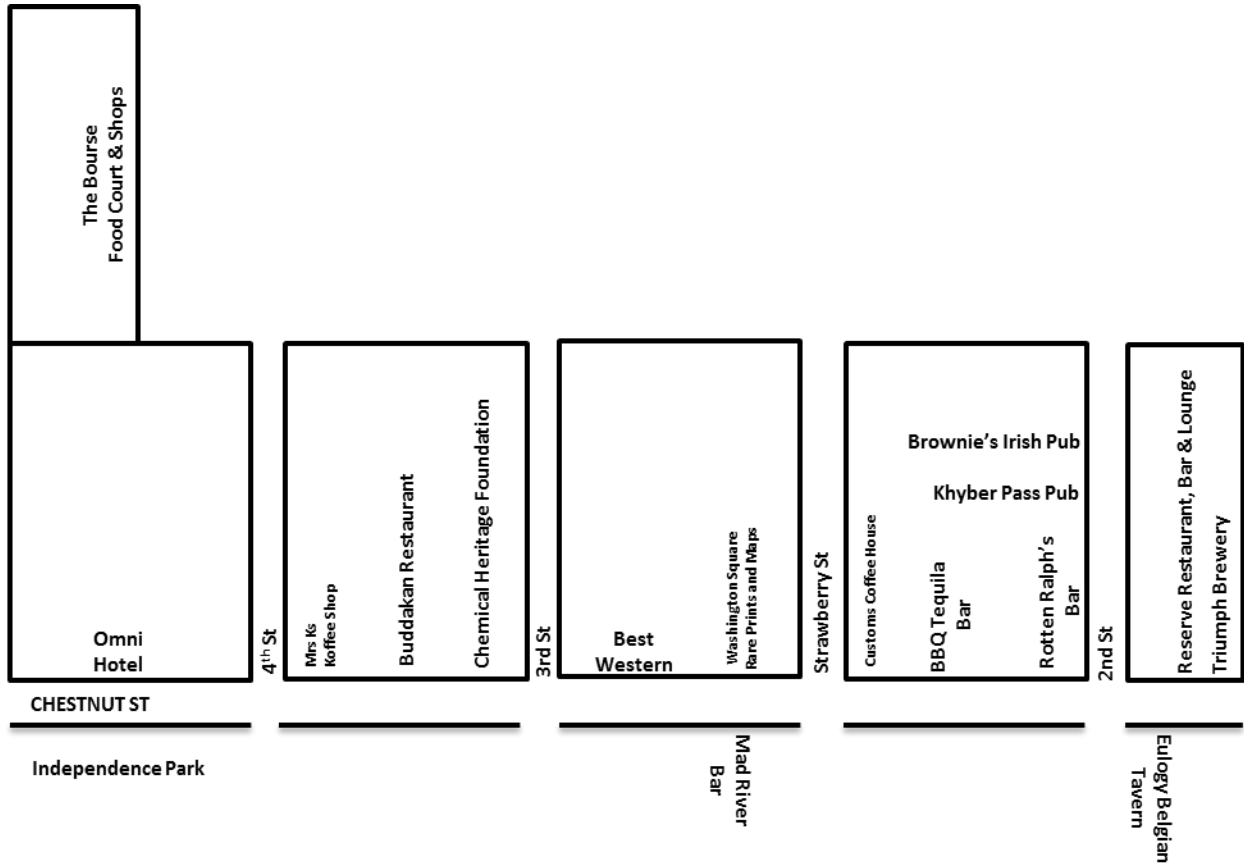 The Bourse
Food Court & Shops
Omni
Hotel
4th St
Mrs Ks
Koffee Shop
Buddakan Restaurant
Chemical Heritage Foundation
3rd St
Best
Western
Washington Square
Rare Prints and Maps
Strawberry St
Customs Coffee House
BBQ Tequila
Bar
Brownie's Irish Pub
Khyber Pass Pub
Rotten Ralph's
Bar
2nd St
Reserve Restaurant, Bar & Lounge
Triumph Brewery
CHESTNUT ST
Independence Park
Mad River
Bar
Eulogy Belgian
Tavern